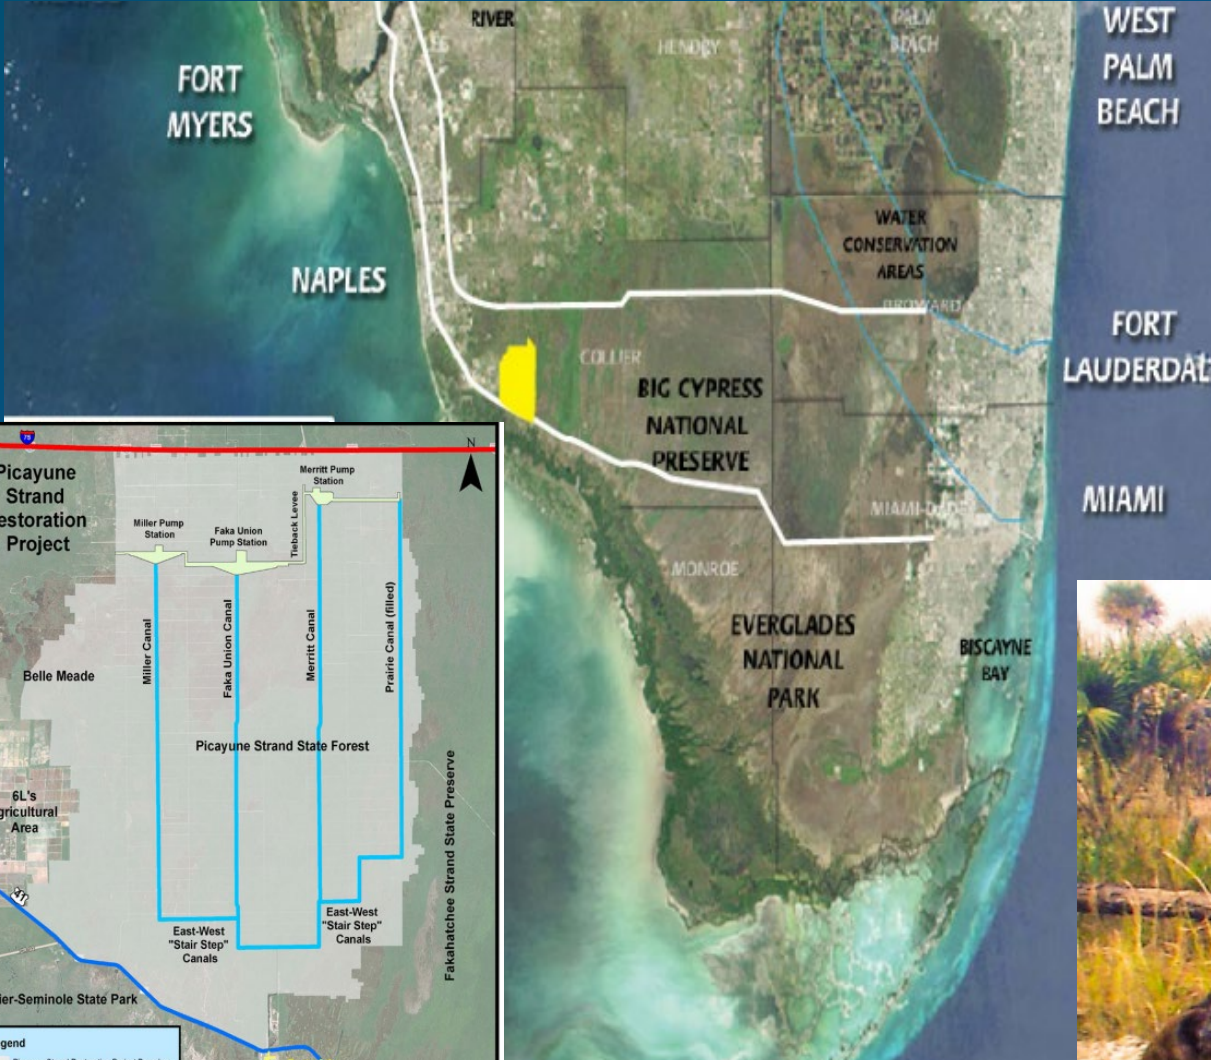 RIVER
PALM
BEACH
HENDRY
WEST
PALM
BEACH
FORT
MYERS
WATER
CONSERVATION
AREAS
NAPLES
BROWARD
FORT
LAUDERDAL
COLLIER
BIG CYPRESS
NATIONAL
PRESERVE
MIAMI
MIAMI-DADE
MONROE
EVERGLADES
NATIONAL
PARK
BISCAYNE
BAY
75
N
Picayune
Strand
estoration
Project
Merritt Pump
Station
Miller Pump
Station
Faka Union
Pump Station
Tieback Levee
Miller Canal
Faka Union Canal
Merritt Canal
Prairie Canal (filled)
Belle Meade
Picayune Strand State Forest
6L's
gricultural
Area
Fakahatchee Strand State Preserve
41
East-West
"Stair Step"
Canals
East-West
"Stair Step"
Canals
ier-Seminole State Park
gend